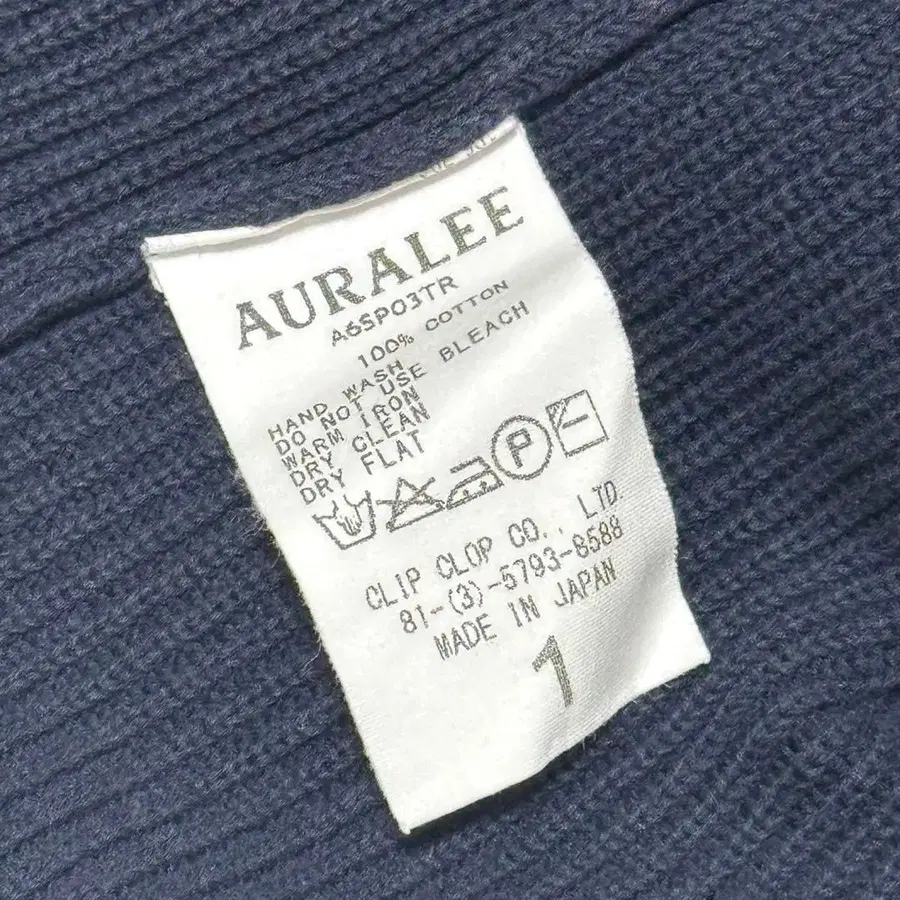 AURALEE
A6SP03TR
100% COTTON
HAND WASH
DO NOT USE BLEACH
WARM IRON
DRY CLEAN
DRY FLAT
P
CLIP CLOP CO., LTD.
81-(3)-5793-8588
MADE IN JAPAN
1